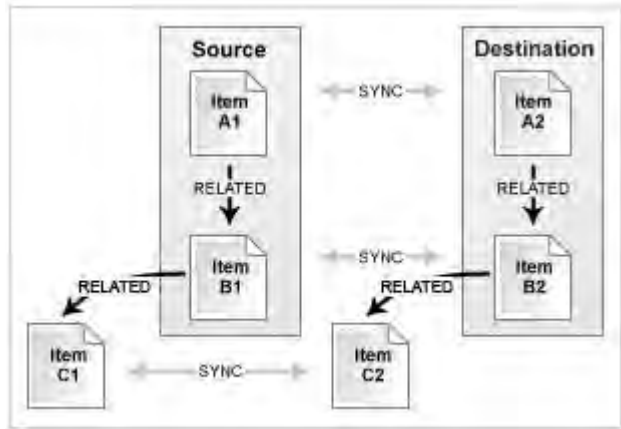 Source
Destination
Item
A1
SYNC
Item
A2
RELATED
RELATED
Item
B1
SYNC
Item
B2
RELATED
RELATED
Item
C1
SYNC
Item
C2